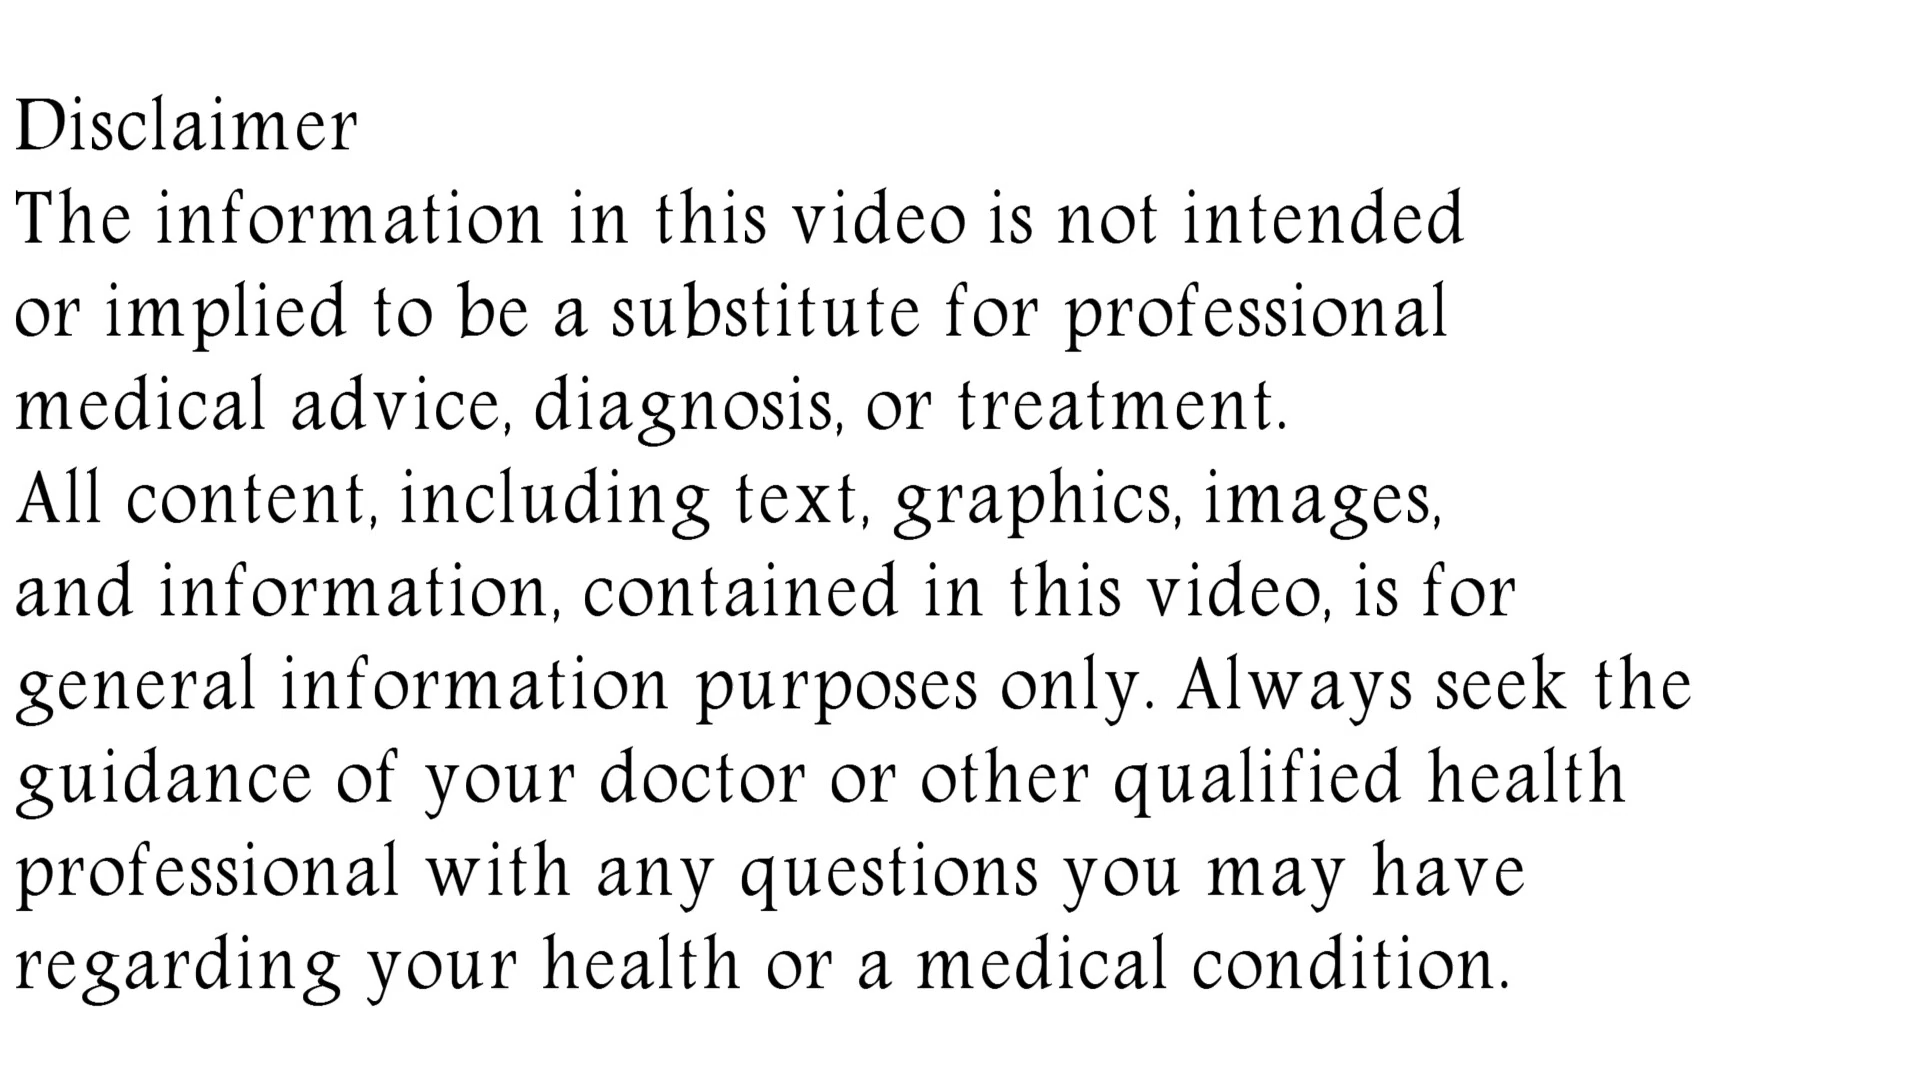 Disclaimer
The information in this video is not intended
or implied to be a substitute for professional
medical advice, diagnosis, or treatment.
All content, including text, graphics, images,
and information, contained in this video, is for
general information purposes only. Always seek the
guidance of your doctor or other qualified health
professional with any questions you may have
regarding your health or a medical condition.